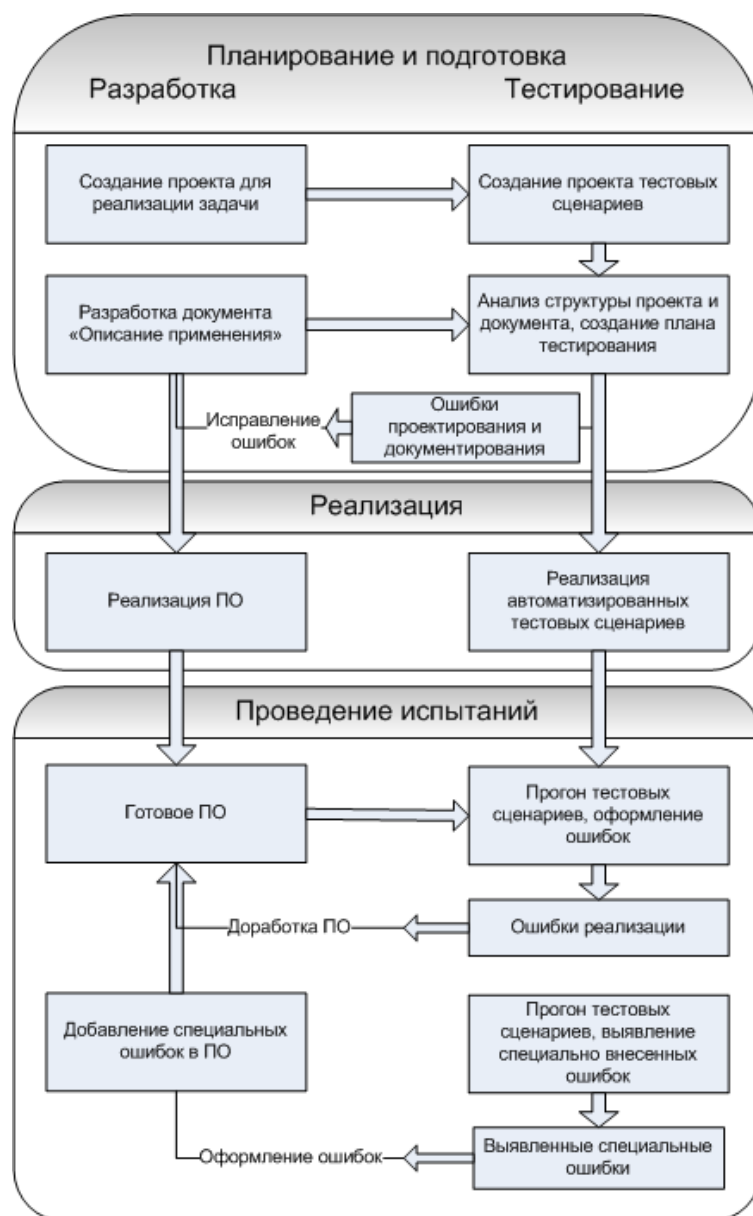 Планирование и подготовка
Разработка
Тестирование
Создание проекта для
реализации задачи
Создание проекта тестовых
сценариев
Разработка документа
«Описание применения»
Анализ структуры проекта и
документа, создание плана
тестирования
Исправление
ошибок
Ошибки
проектирования и
документирования
Реализация
Реализация ПО
Реализация
автоматизированных
тестовых сценариев
Проведение испытаний
Готовое ПО
Прогон тестовых
сценариев, оформление
ошибок
Доработка ПО
Ошибки реализации
Добавление специальных
ошибок в ПО
Прогон тестовых
сценариев, выявление
специально внесенных
ошибок
Оформление ошибок
Выявленные специальные
ошибки